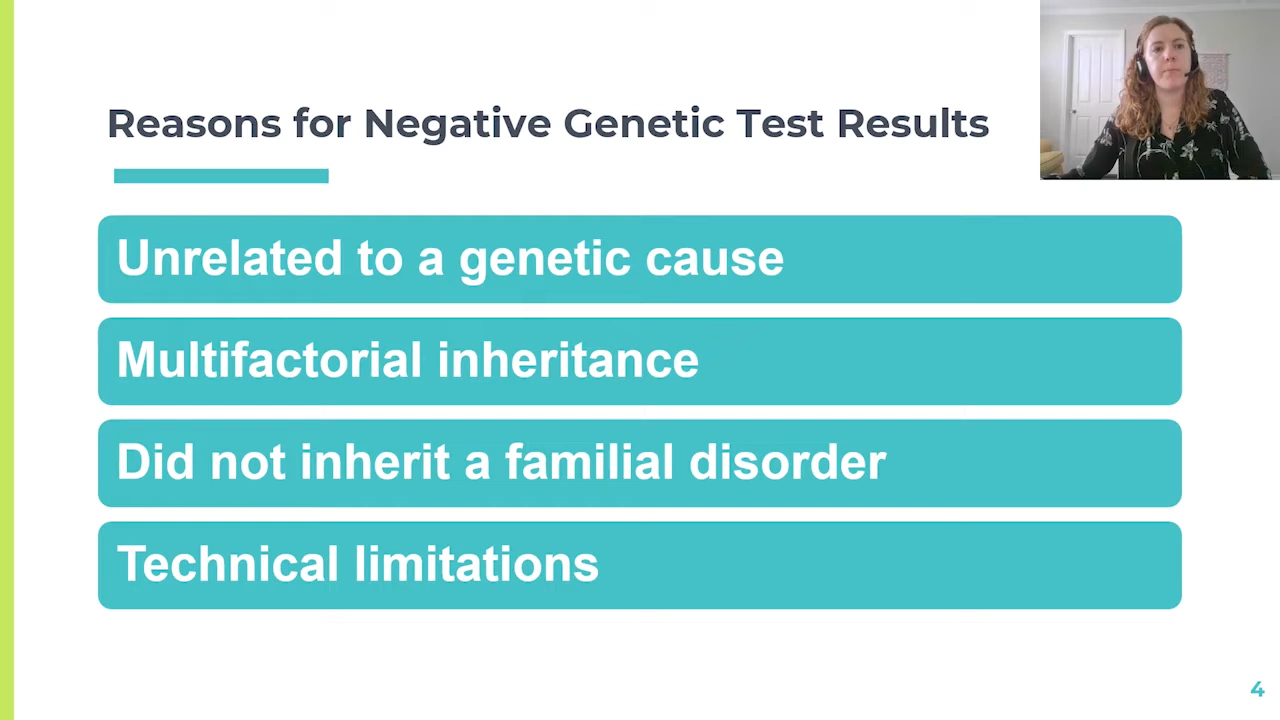 Reasons for Negative Genetic Test Results
Unrelated to a genetic cause
Multifactorial inheritance
Did not inherit a familial disorder
Technical limitations
4